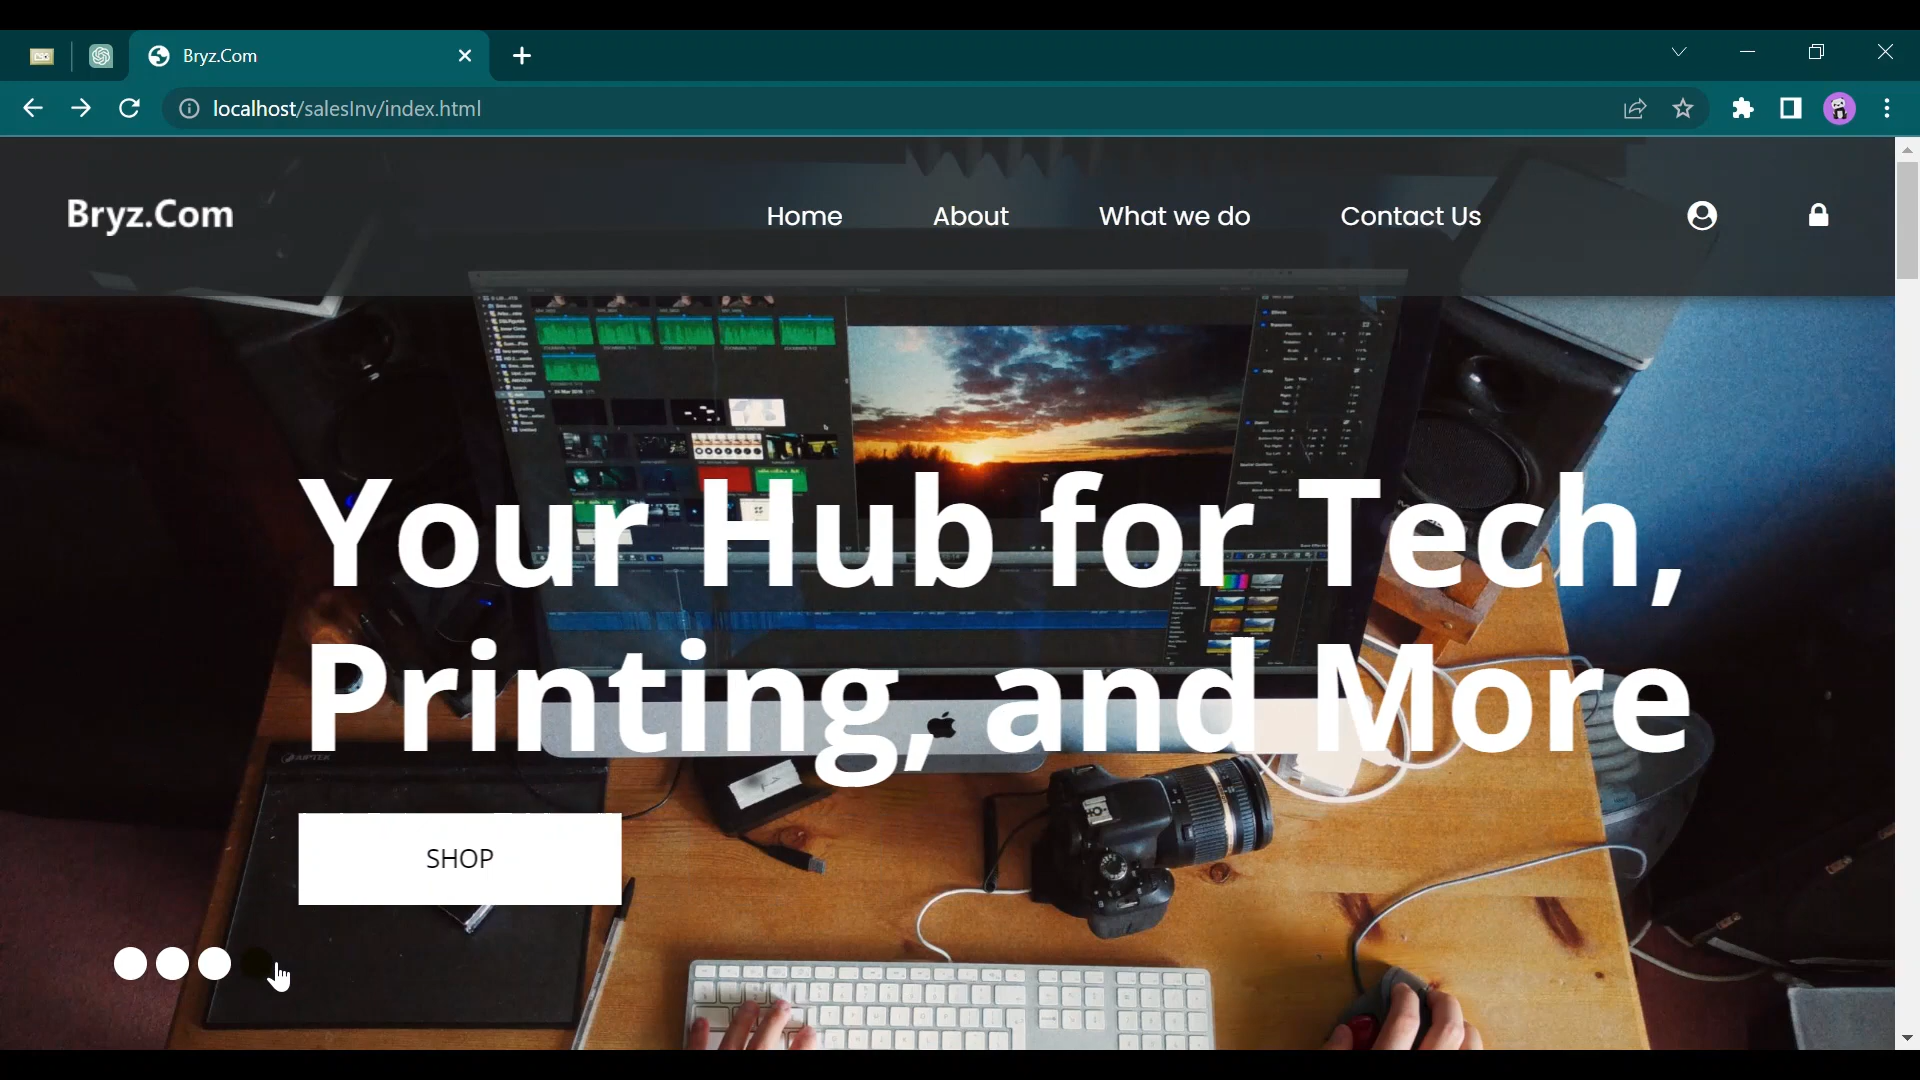 Bryz.Com
localhost/salesInv/index.html
Bryz.Com
Home
About
What we do
Contact Us
Your Hub for Tech,
Printing, and More
SHOP